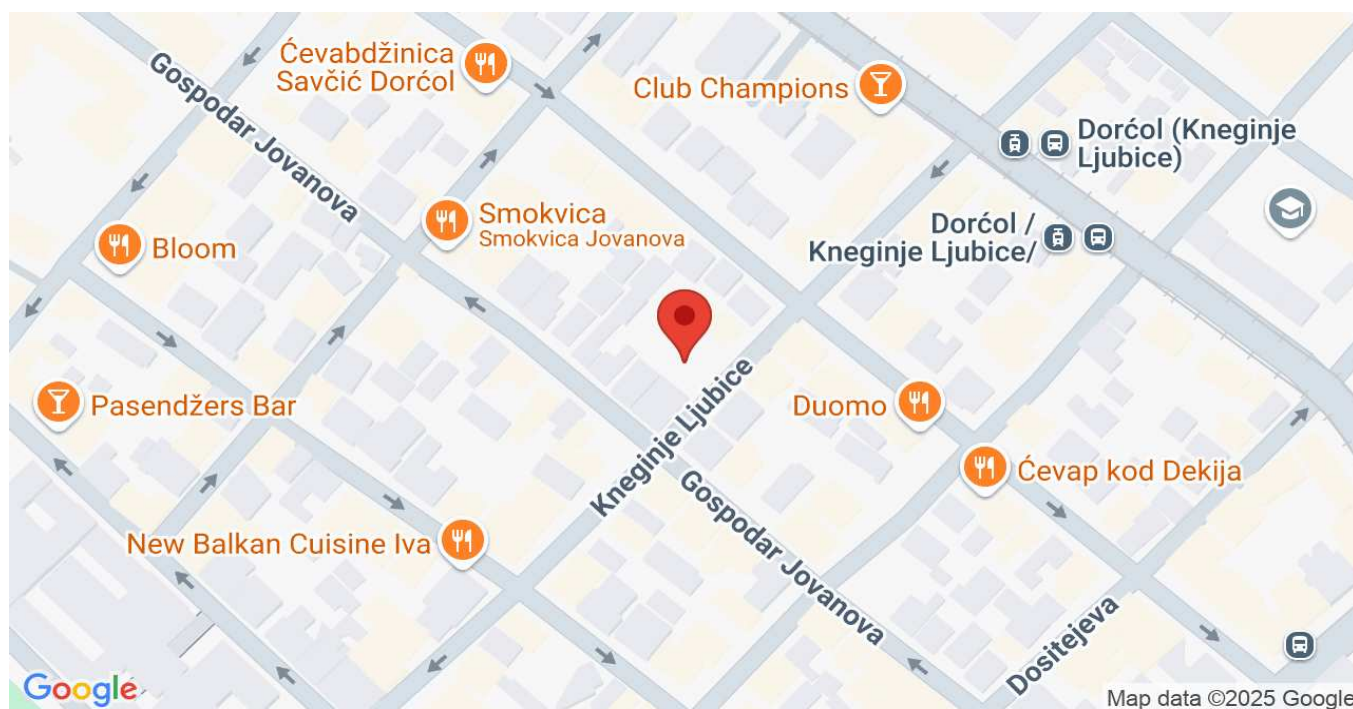 Gospodar Jovanova
Ćevabdžinica
Savčić Dorćol
Club Champions
Dorćol (Kneginje
Ljubice)
Smokvica
Smokvica Jovanova
Dorćol /
Kneginje Ljubice/
Bloom
Pasendžers Bar
Kneginje Ljubice
Duomo
Ćevap kod Dekija
New Balkan Cuisine Iva
Gospodar Jovanova
Dositejeva
Google
Map data ©2025 Google